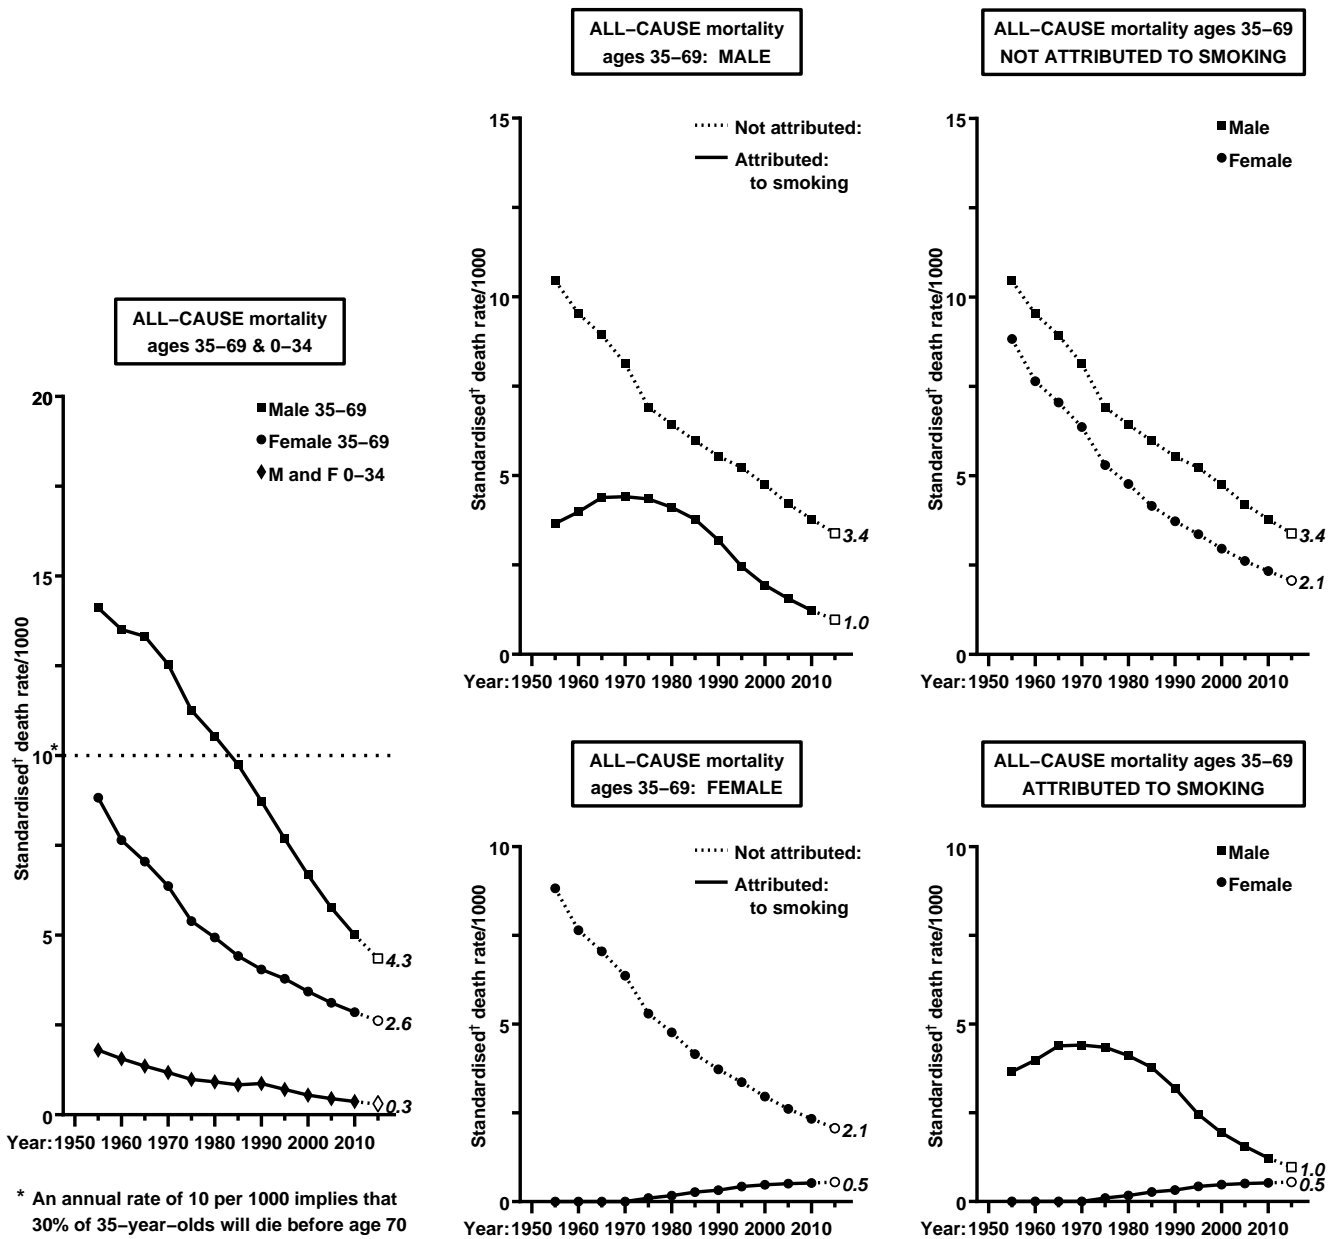 ALL−CAUSE mortality
ages 35−69 & 0−34
Standardised† death rate/1000
20
15
10
*
5
0
Male 35−69
Female 35−69
M and F 0−34
4.3
2.6
0.3
Year: 1950 1960 1970 1980 1990 2000 2010
* An annual rate of 10 per 1000 implies that
30% of 35−year−olds will die before age 70
ALL−CAUSE mortality
ages 35−69: MALE
Standardised† death rate/1000
15
10
5
0
Not attributed:
Attributed:
to smoking
3.4
1.0
Year: 1950 1960 1970 1980 1990 2000 2010
ALL−CAUSE mortality ages 35−69
NOT ATTRIBUTED TO SMOKING
Standardised† death rate/1000
15
10
5
0
Male
Female
3.4
2.1
Year: 1950 1960 1970 1980 1990 2000 2010
ALL−CAUSE mortality
ages 35−69: FEMALE
Standardised† death rate/1000
10
5
0
Not attributed:
Attributed:
to smoking
2.1
0.5
Year: 1950 1960 1970 1980 1990 2000 2010
ALL−CAUSE mortality ages 35−69
ATTRIBUTED TO SMOKING
Standardised† death rate/1000
10
5
0
Male
Female
1.0
0.5
Year: 1950 1960 1970 1980 1990 2000 2010